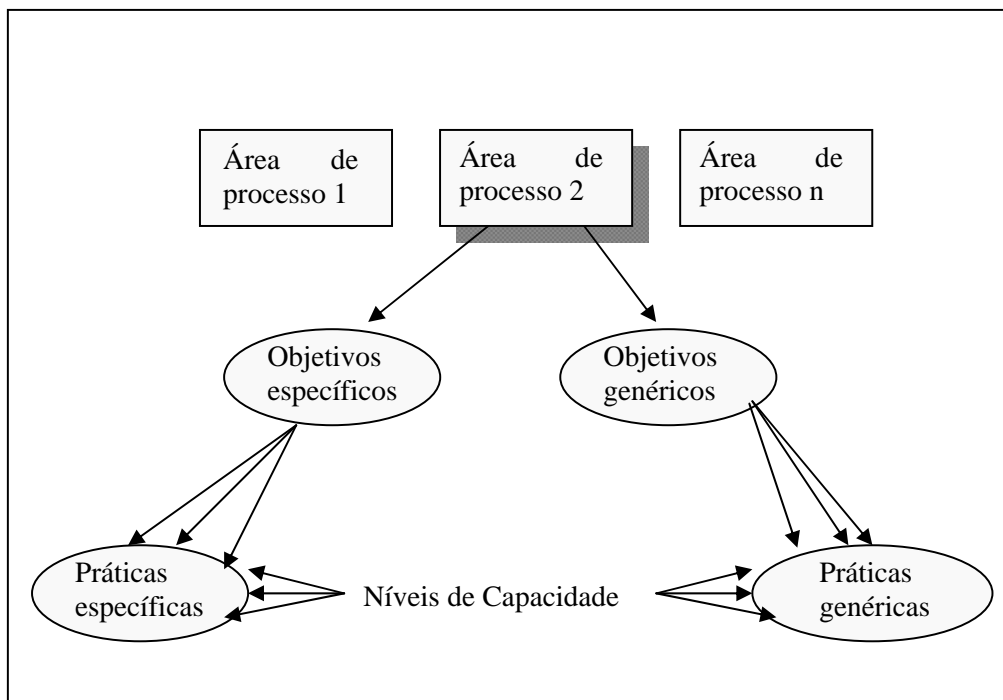 Área de
processo 1
Área de
processo 2
Área de
processo n
Objetivos
específicos
Objetivos
genéricos
Práticas
específicas
Níveis de Capacidade
Práticas
genéricas